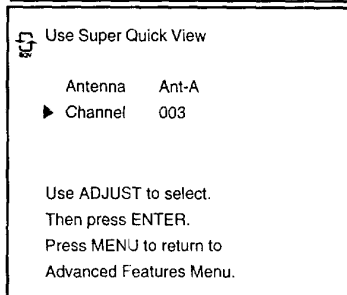 Use Super Quick View
Antenna Ant-A
Channel 003
Use ADJUST to select.
Then press ENTER.
Press MENU to return to
Advanced Features Menu.